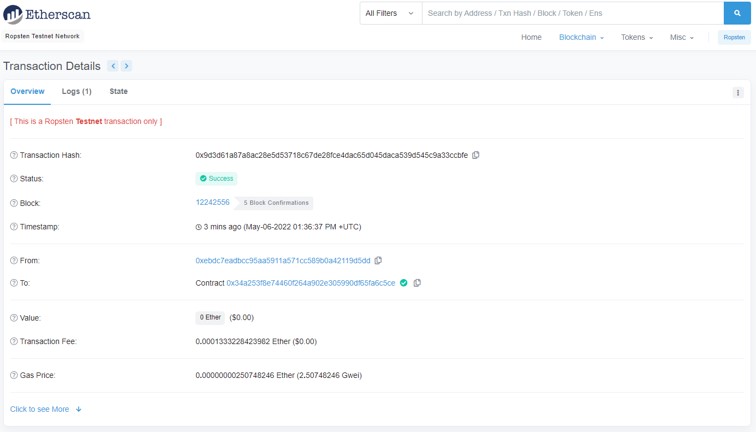 Etherscan
All Filters
Search by Address / Txn Hash / Block / Token / Ens
Ropsten Testnet Network
Home Blockchain Tokens Misc Ropsten
Transaction Details
Overview Logs (1) State
[ This is a Ropsten Testnet transaction only ]
Transaction Hash: 0x9d3d61a87a8ac28e5d53718c67de28fce4dac65d045daca539d545c9a33ccbfe
Status: Success
Block: 12242556 5 Block Confirmations
Timestamp: 3 mins ago (May-06-2022 01:36:37 PM +UTC)
From: 0xebdc7eadbcc95aa5911a571cc589b0a42119d5dd
To: Contract 0x34a253f8e74460f264a902e305990df65fa6c5ce
Value: 0 Ether ($0.00)
Transaction Fee: 0.0001333228423982 Ether ($0.00)
Gas Price: 0.00000000250748246 Ether (2.50748246 Gwei)
Click to see More